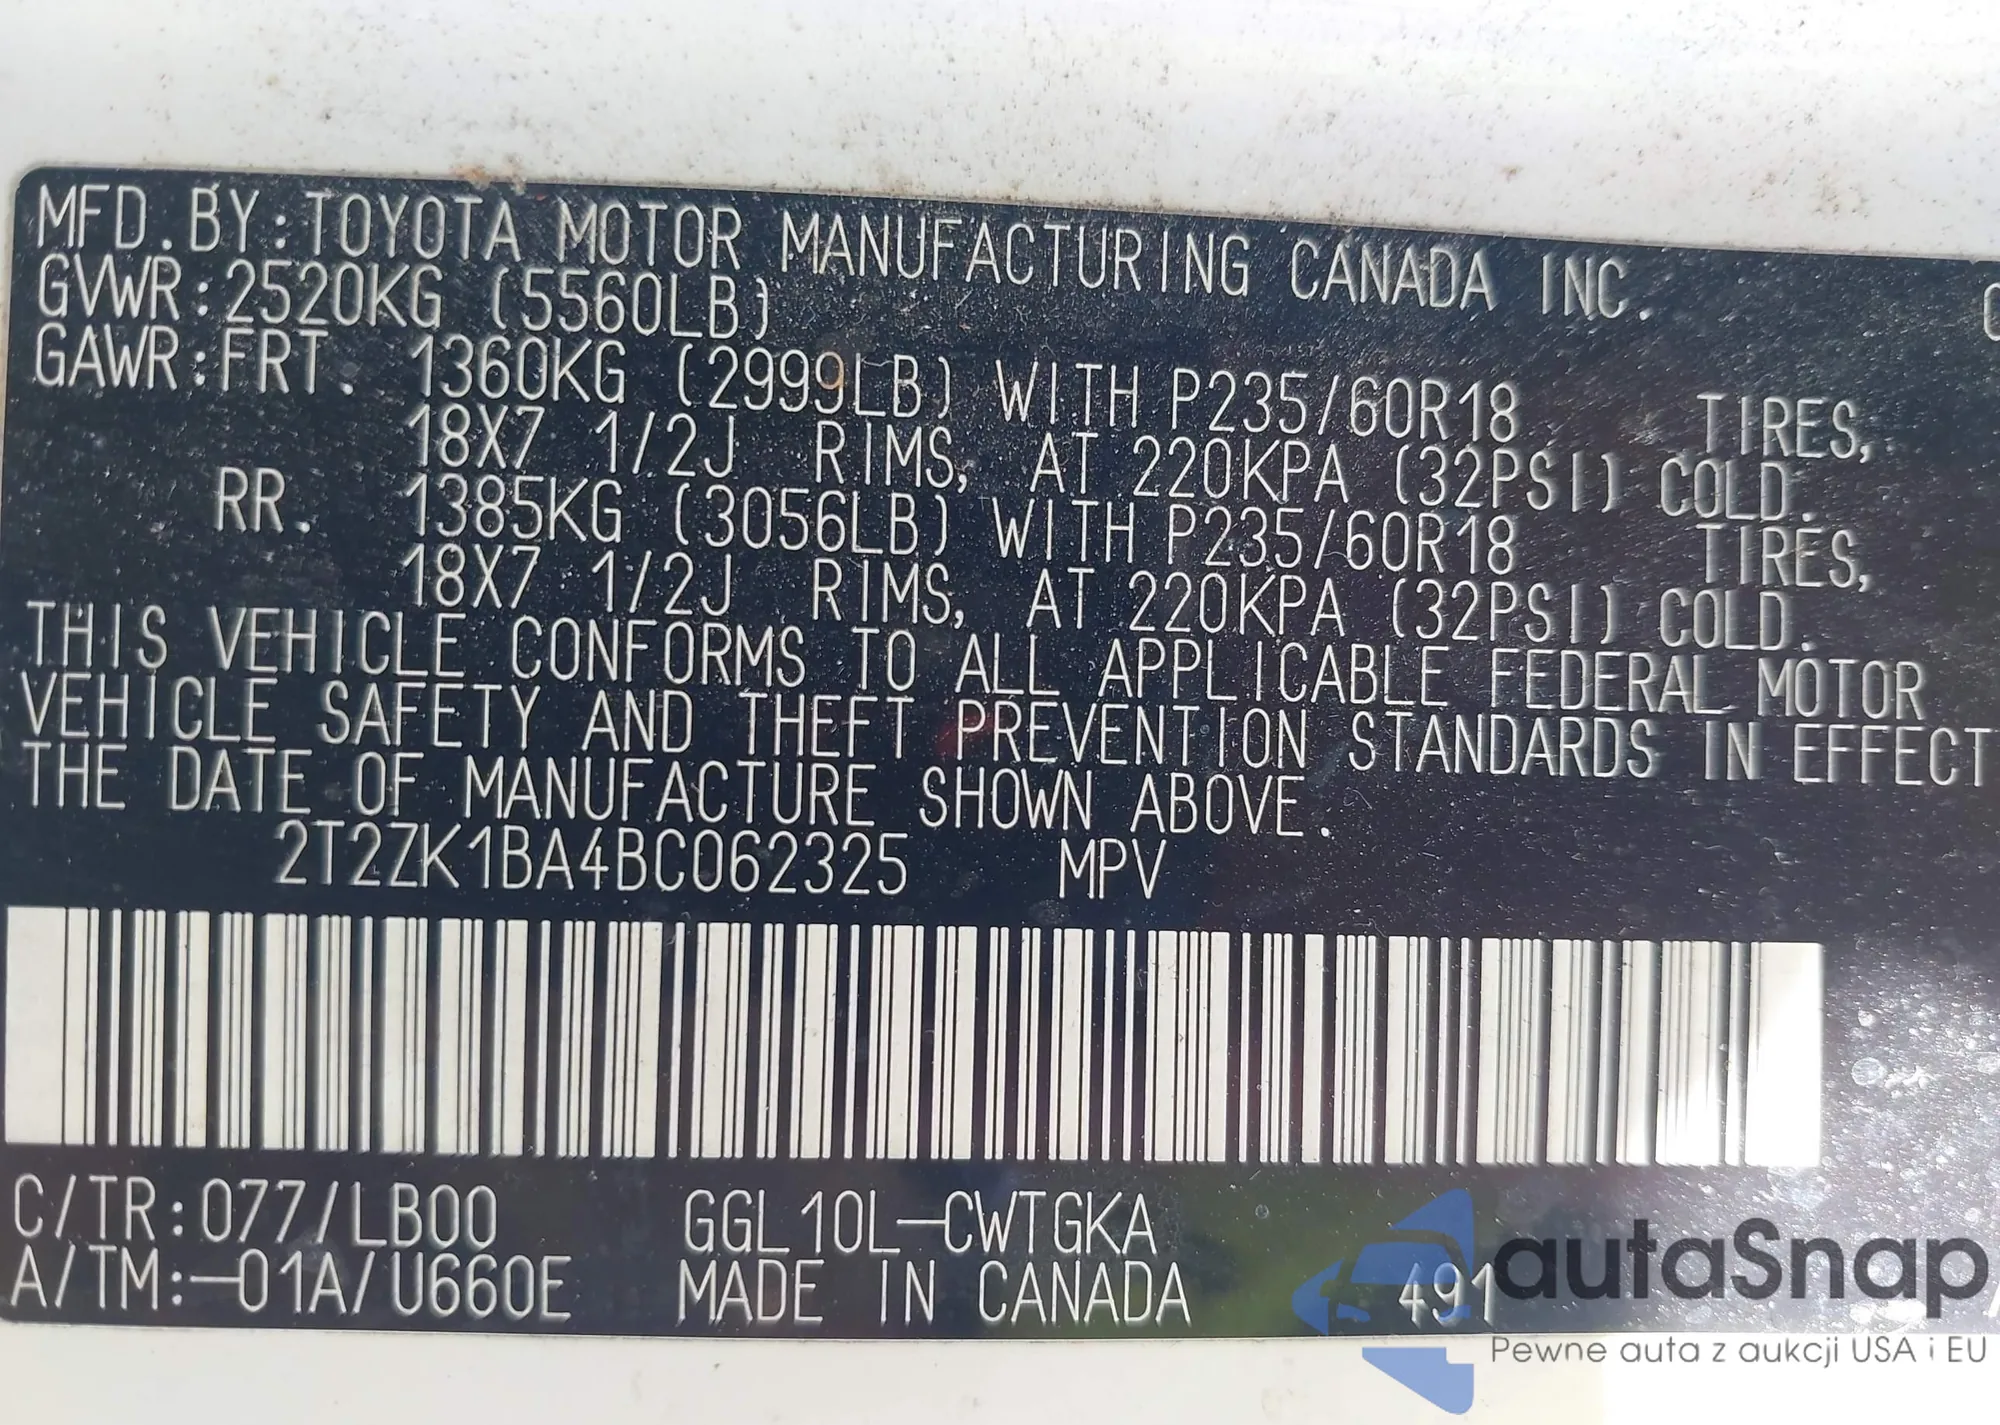 MFD. BY:TOYOTA MOTOR MANUFACTURING CANADA INC.
GVWR:2520KG (5560LB)
GAWR:FRT. 1360KG (2999LB) WITH P235/60R18 TIRES,
18X7 1/2J RIMS, AT 220KPA (32PSI) COLD.
RR. 1385KG (3056LB) WITH P235/60R18 TIRES,
18X7 1/2J RIMS, AT 220KPA (32PSI) COLD.
THIS VEHICLE CONFORMS TO ALL APPLICABLE FEDERAL MOTOR
VEHICLE SAFETY AND THEFT PREVENTION STANDARDS IN EFFECT
THE DATE OF MANUFACTURE SHOWN ABOVE.
2T2ZK1BA4BC062325 MPV
C/TR:077/LB00 GGL10L-CWTGKA
A/TM:-01A/U660E MADE IN CANADA 491
autaSnap
Pewne auta z aukcji USA i EU